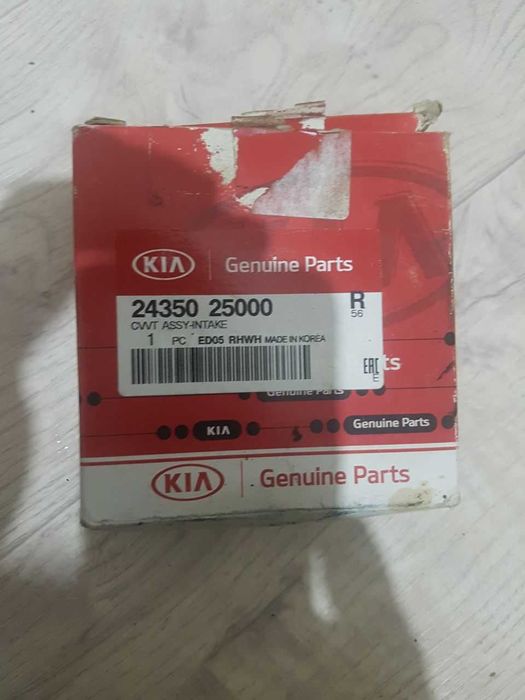 KIA Genuine Parts
24350 25000 R
CVVT ASSY-INTAKE 56
1 PC ED05 RHWH MADE IN KOREA
EAC
E
ts
Genuine Parts
KIA Genuine Parts
KIA Genuine Parts